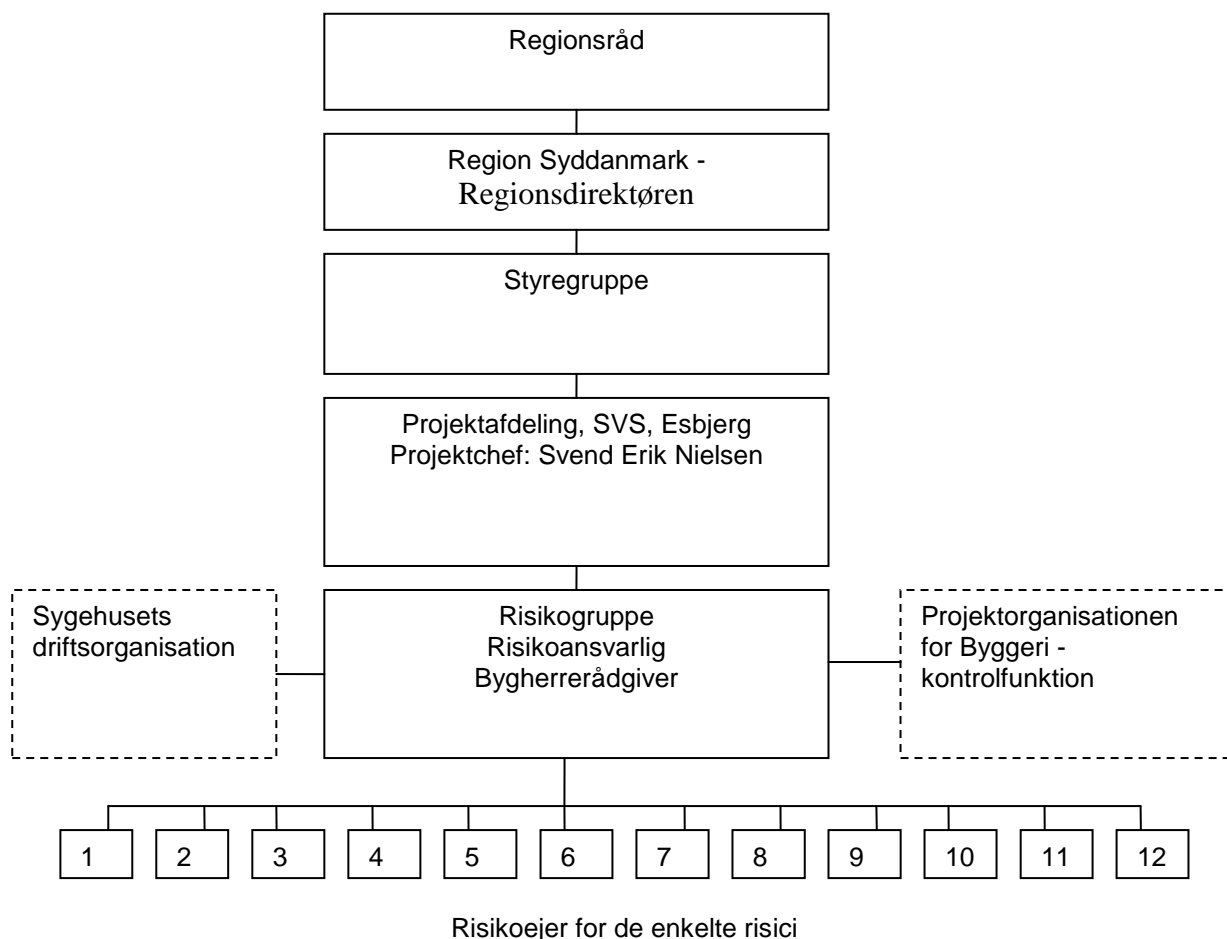 Regionsråd
Region Syddanmark -
Regionsdirektøren
Styregruppe
Projektafdeling, SVS, Esbjerg
Projektchef: Svend Erik Nielsen
Sygehusets
driftsorganisation
Risikogruppe
Risikoansvarlig
Bygherrerådgiver
Projektorganisationen
for Byggeri -
kontrolfunktion
1 2 3 4 5 6 7 8 9 10 11 12
Risikoejer for de enkelte risici